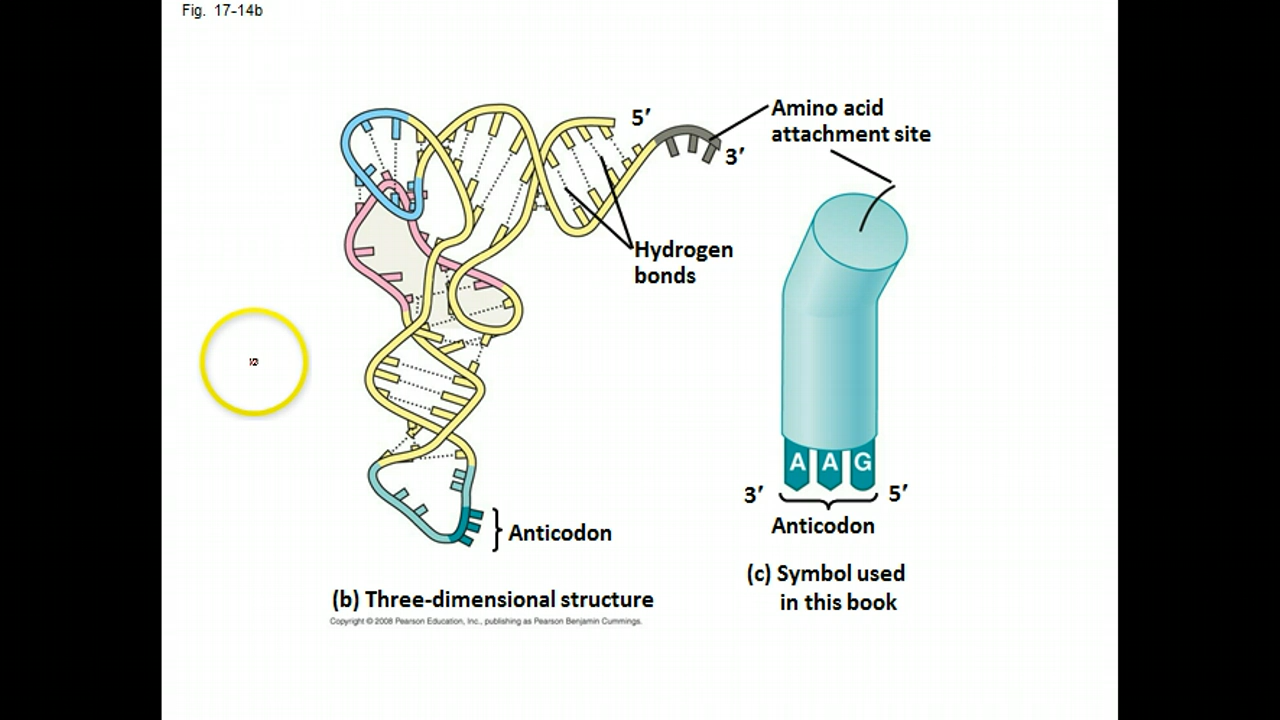 Fig. 17-14b
5′
3′
Amino acid
attachment site
Hydrogen
bonds
A A G
3′ 5′
Anticodon
Anticodon
(b) Three-dimensional structure
(c) Symbol used
in this book
Copyright © 2008 Pearson Education, Inc., publishing as Pearson Benjamin Cummings.